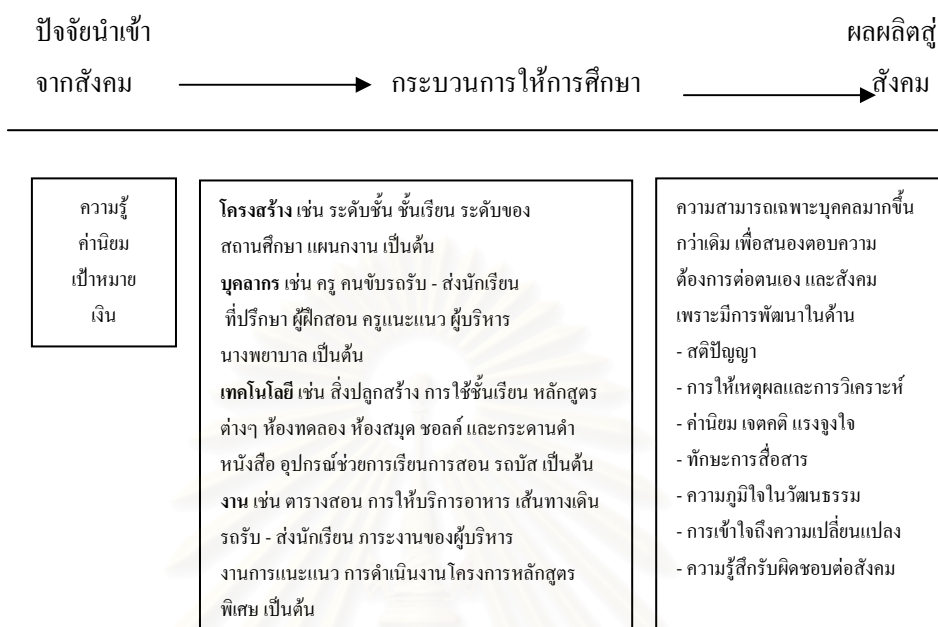 ปัจจัยนำเข้า
จากสังคม
กระบวนการให้การศึกษา
ผลผลิตสู่
สังคม
ความรู้
ค่านิยม
เป้าหมาย
เงิน
โครงสร้าง เช่น ระดับชั้น ชั้นเรียน ระดับของ
สถานศึกษา แผนกงาน เป็นต้น
บุคลากร เช่น ครู คนขับรถรับ - ส่งนักเรียน
ที่ปรึกษา ผู้ฝึกสอน ครูแนะแนว ผู้บริหาร
นางพยาบาล เป็นต้น
เทคโนโลยี เช่น สิ่งปลูกสร้าง การใช้ชั้นเรียน หลักสูตร
ต่างๆ ห้องทดลอง ห้องสมุด ชอลค์ และกระดานดำ
หนังสือ อุปกรณ์ช่วยการเรียนการสอน รถบัส เป็นต้น
งาน เช่น ตารางสอน การให้บริการอาหาร เส้นทางเดิน
รถรับ - ส่งนักเรียน ภาระงานของผู้บริหาร
งานการแนะแนว การดำเนินงานโครงการหลักสูตร
พิเศษ เป็นต้น
ความสามารถเฉพาะบุคคลมากขึ้น
กว่าเดิม เพื่อสนองตอบความ
ต้องการต่อตนเอง และสังคม
เพราะมีการพัฒนาในด้าน
- สติปัญญา
- การให้เหตุผลและการวิเคราะห์
- ค่านิยม เจตคติ แรงจูงใจ
- ทักษะการสื่อสาร
- ความภูมิใจในวัฒนธรรม
- การเข้าใจถึงความเปลี่ยนแปลง
- ความรู้สึกรับผิดชอบต่อสังคม